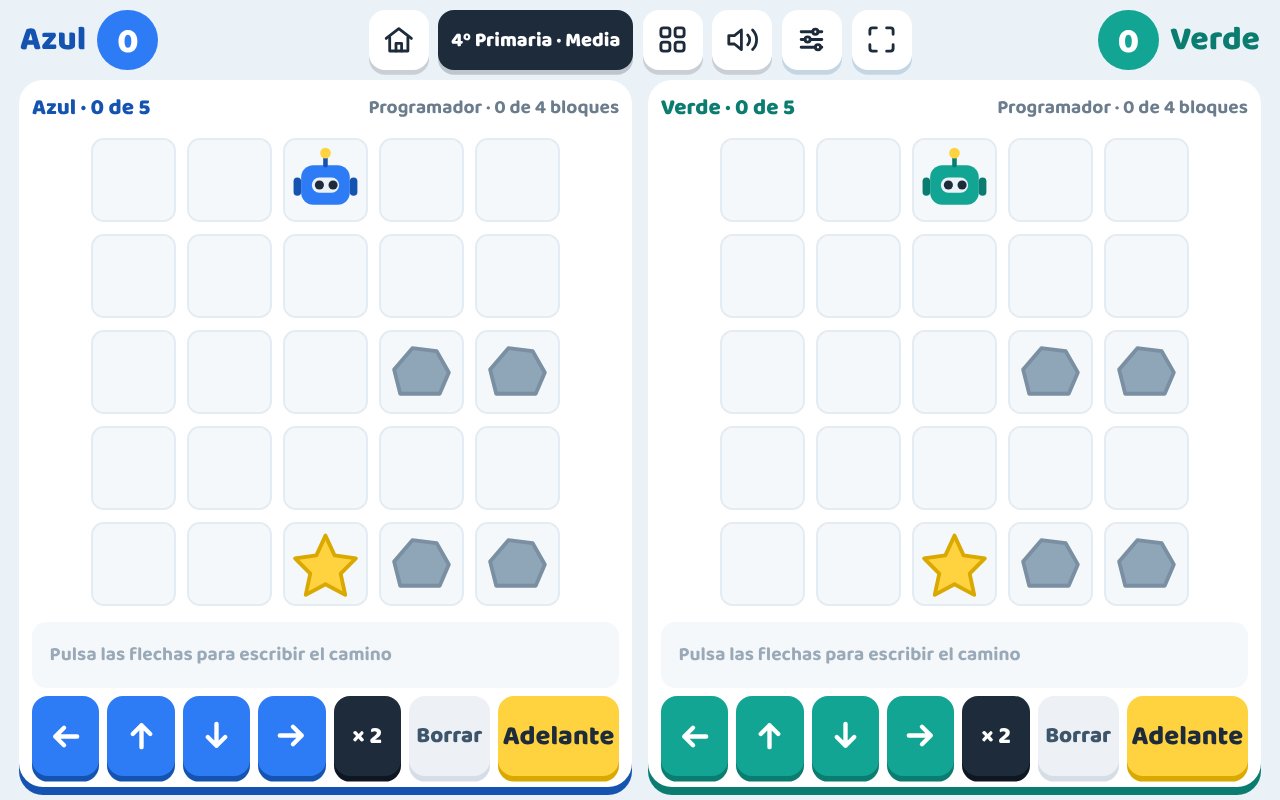 Azul 0
4º Primaria · Media
0 Verde
Azul · 0 de 5
Programador · 0 de 4 bloques
Verde · 0 de 5
Programador · 0 de 4 bloques
Pulsa las flechas para escribir el camino
Pulsa las flechas para escribir el camino
← ↑ ↓ → × 2 Borrar Adelante
← ↑ ↓ → × 2 Borrar Adelante